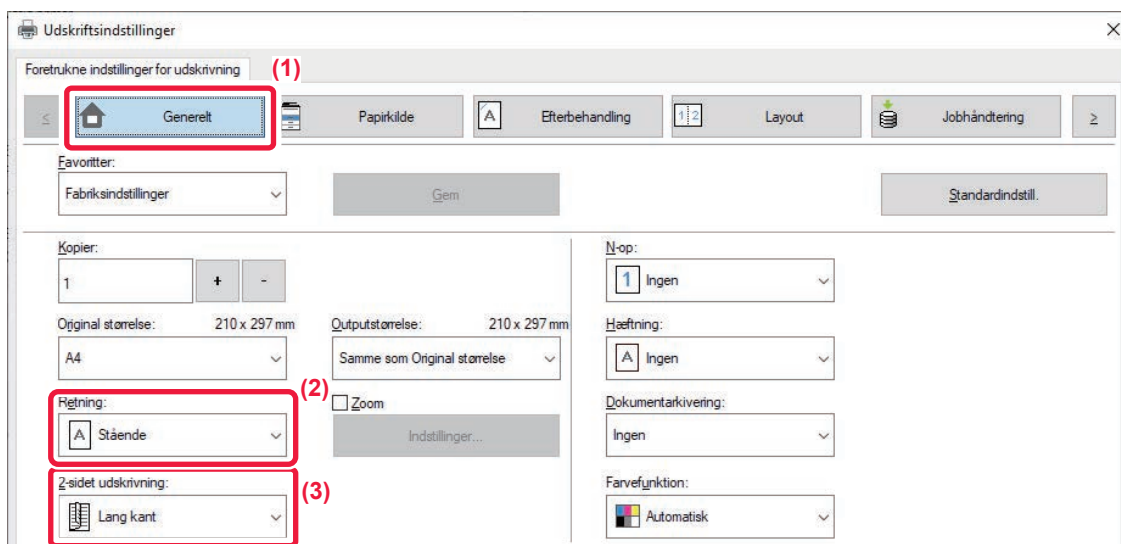 Udskriftsindstillinger
Foretrukne indstillinger for udskrivning
(1)
< Generelt Papirkilde Efterbehandling Layout Jobhåndtering >
Favoritter:
Fabriksindstillinger Gem Standardindstill.
Kopier: N-op:
1 + - 1 Ingen
Original størrelse: 210 x 297 mm Outputstørrelse: 210 x 297 mm Hæftning:
A4 Samme som Original størrelse A Ingen
(2)
Retning: Zoom Dokumentarkivering:
A Stående Indstillinger... Ingen
2-sidet udskrivning: (3) Farvefunktion:
Lang kant Automatisk